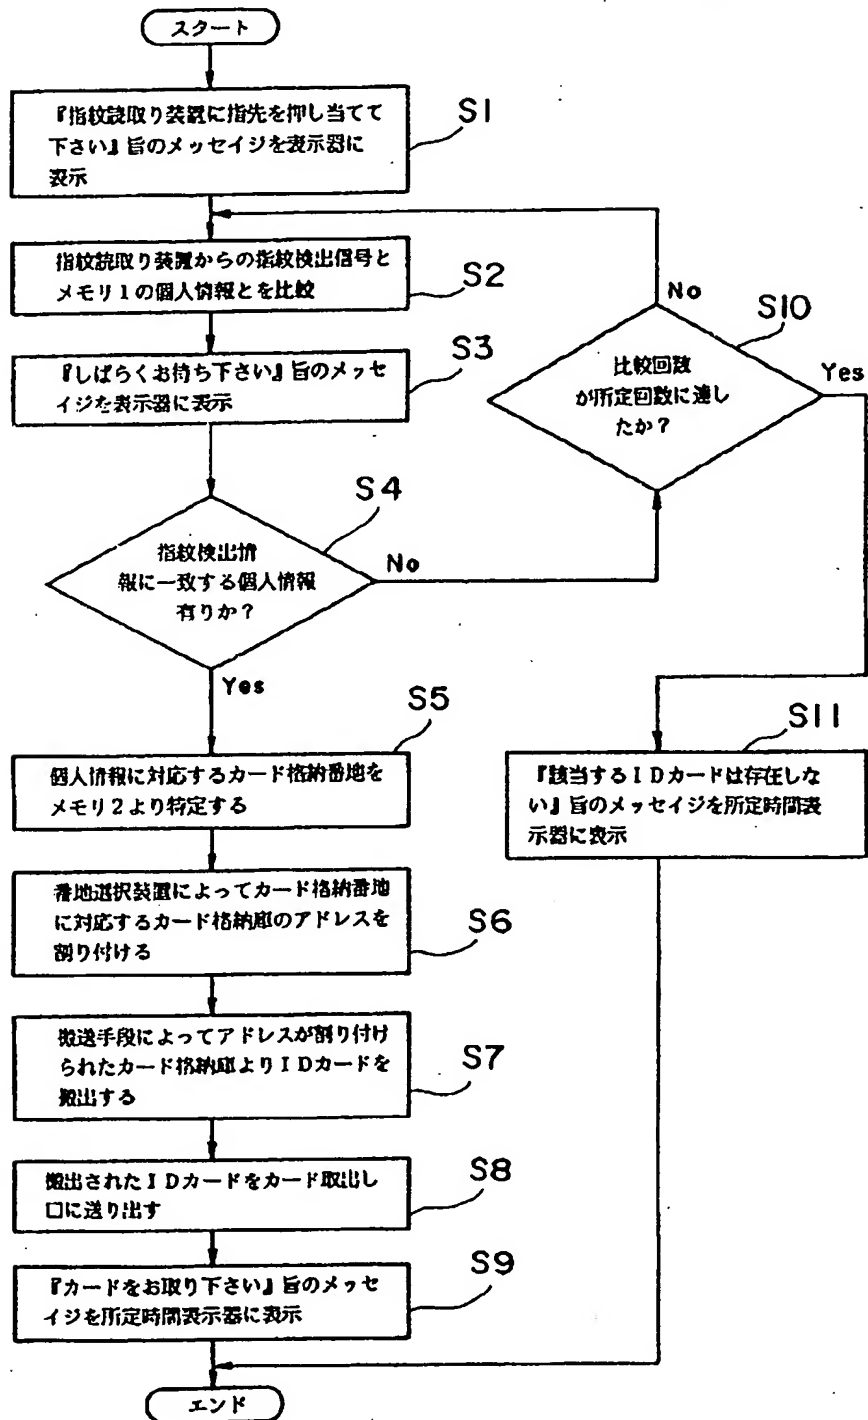 スタート
『指紋読取り装置に指先を押し当てて
下さい』旨のメッセイジを表示器に
表示
S1
指紋読取り装置からの指紋検出信号と
メモリ1の個人情報とを比較
S2
『しばらくお待ち下さい』旨のメッセ
イジを表示器に表示
S3
比較回数
が所定回数に達し
たか?
S10
No
Yes
指紋検出情
報に一致する個人情報
有りか?
S4
No
Yes
個人情報に対応するカード格納番地を
メモリ2より特定する
S5
『該当するIDカードは存在しな
い』旨のメッセイジを所定時間表
示器に表示
S11
番地選択装置によってカード格納番地
に対応するカード格納庫のアドレスを
割り付ける
S6
搬送手段によってアドレスが割り付け
られたカード格納庫よりIDカードを
搬出する
S7
搬出されたIDカードをカード取出し
口に送り出す
S8
『カードをお取り下さい』旨のメッセ
イジを所定時間表示器に表示
S9
エンド